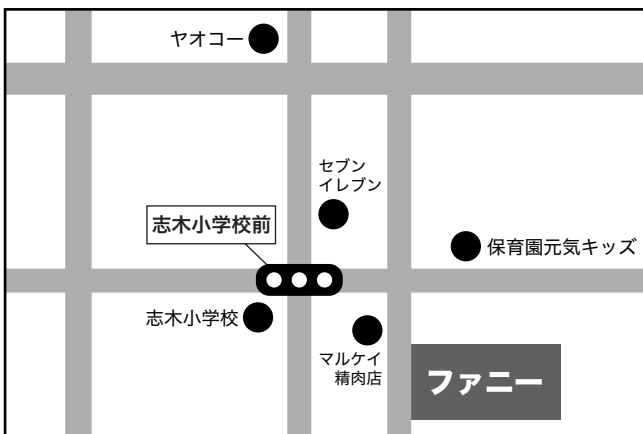 ヤオコー
セブン
イレブン
志木小学校前
保育園元気キッズ
志木小学校
マルケイ
精肉店
ファニー